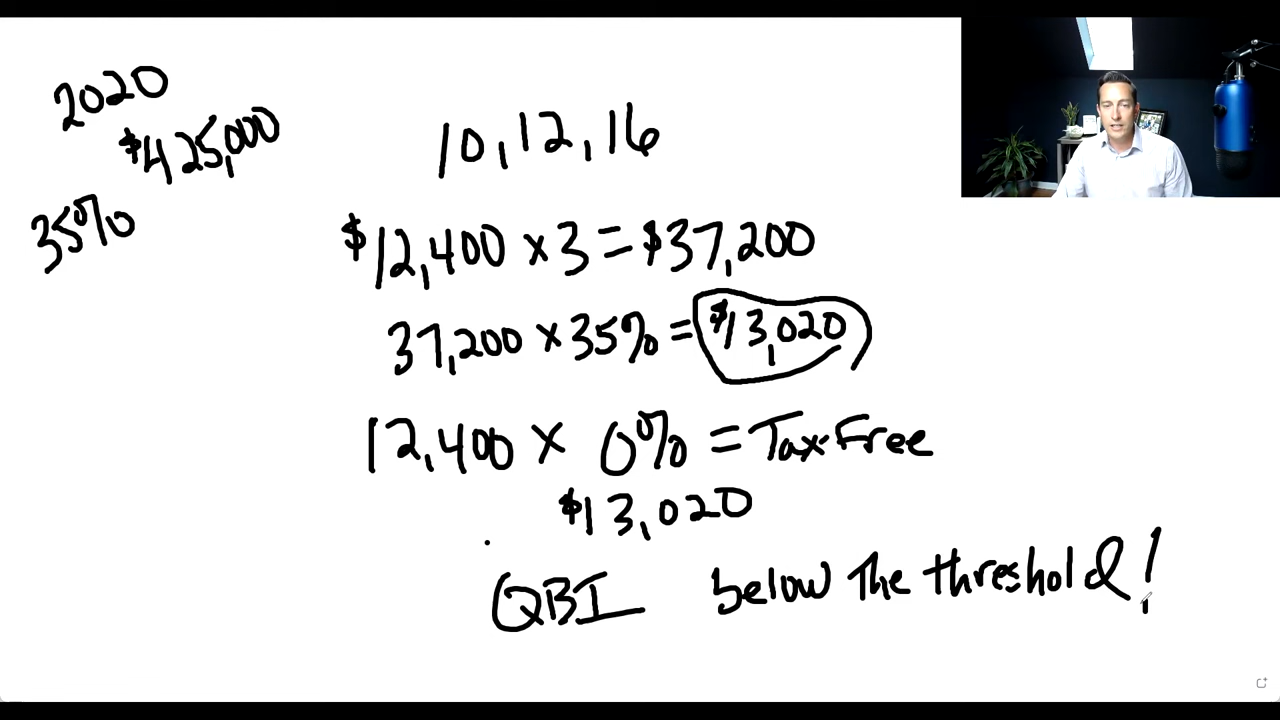 2020
$425,000
35%
10, 12, 16
$12,400 x 3 = $37,200
37,200 x 35% = $13,020
12,400 x 0% = Tax-Free
$13,020
QBI below the threshold!